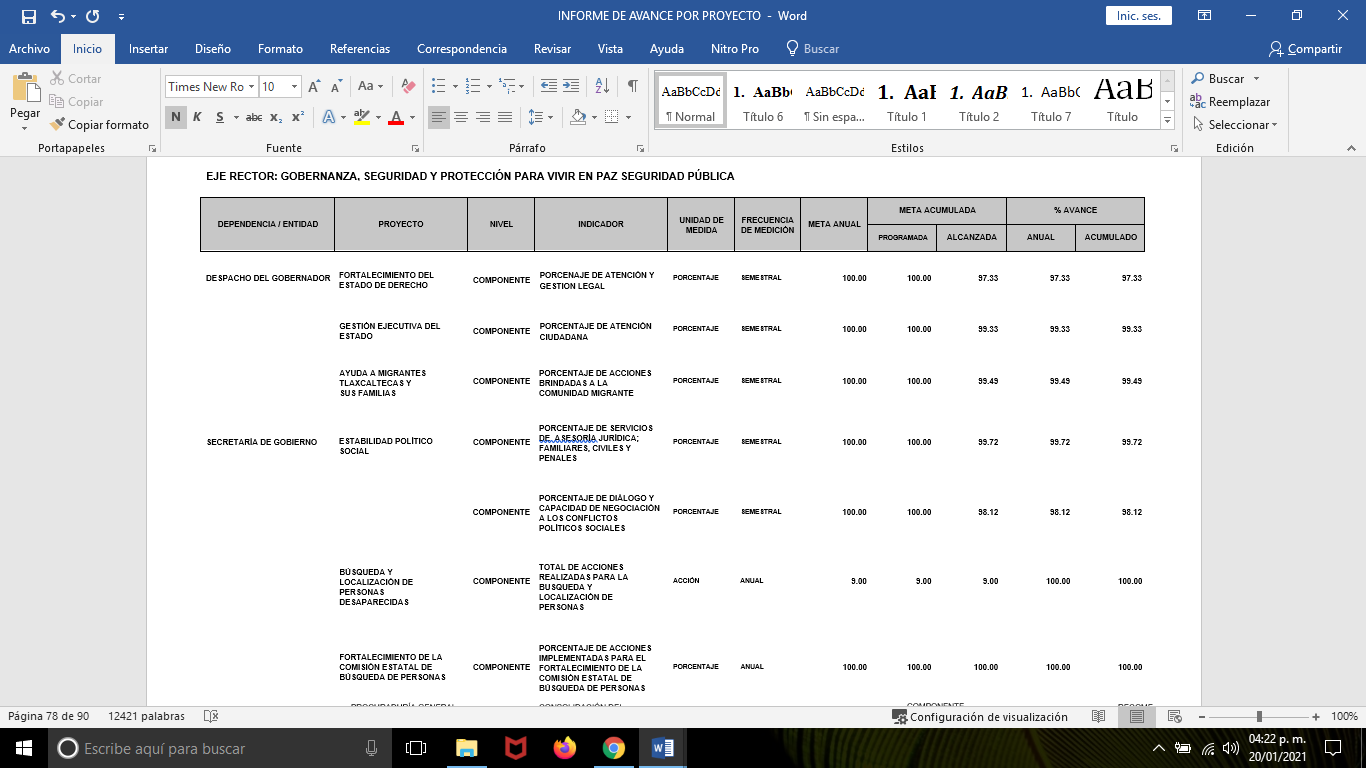 INFORME DE AVANCE POR PROYECTO - Word
Inic. ses.
Archivo Inicio Insertar Diseño Formato Referencias Correspondencia Revisar Vista Ayuda Nitro Pro Buscar Compartir
Pegar
Cortar
Copiar
Copiar formato
Portapapeles
Times New Ro 10
N K S abc x₂ x²
Fuente
Párrafo
AaBbCcDd 1. AaBb( AaBbCcDd 1. AaE 1. AaB 1. AaBb( AaB
¶ Normal Título 6 ¶ Sin espa... Título 1 Título 2 Título 7 Título
Estilos
Buscar
Reemplazar
Seleccionar
Edición
EJE RECTOR: GOBERNANZA, SEGURIDAD Y PROTECCIÓN PARA VIVIR EN PAZ SEGURIDAD PÚBLICA
DEPENDENCIA / ENTIDAD
PROYECTO
NIVEL
INDICADOR
UNIDAD DE
MEDIDA
FRECUENCIA
DE MEDICIÓN
META ANUAL
META ACUMULADA
PROGRAMADA ALCANZADA
% AVANCE
ANUAL ACUMULADO
DESPACHO DEL GOBERNADOR
FORTALECIMIENTO DEL
ESTADO DE DERECHO
COMPONENTE
PORCENAJE DE ATENCIÓN Y
GESTION LEGAL
PORCENTAJE SEMESTRAL 100.00 100.00 97.33 97.33 97.33
GESTIÓN EJECUTIVA DEL
ESTADO
COMPONENTE
PORCENTAJE DE ATENCIÓN
CIUDADANA
PORCENTAJE SEMESTRAL 100.00 100.00 99.33 99.33 99.33
AYUDA A MIGRANTES
TLAXCALTECAS Y
SUS FAMILIAS
COMPONENTE
PORCENTAJE DE ACCIONES
BRINDADAS A LA
COMUNIDAD MIGRANTE
PORCENTAJE SEMESTRAL 100.00 100.00 99.49 99.49 99.49
SECRETARÍA DE GOBIERNO
ESTABILIDAD POLÍTICO
SOCIAL
COMPONENTE
PORCENTAJE DE SERVICIOS
DE ASESORÍA JURÍDICA;
FAMILIARES, CIVILES Y
PENALES
PORCENTAJE SEMESTRAL 100.00 100.00 99.72 99.72 99.72
COMPONENTE
PORCENTAJE DE DIÁLOGO Y
CAPACIDAD DE NEGOCIACIÓN
A LOS CONFLICTOS
POLÍTICOS SOCIALES
PORCENTAJE SEMESTRAL 100.00 100.00 98.12 98.12 98.12
BÚSQUEDA Y
LOCALIZACIÓN DE
PERSONAS
DESAPARECIDAS
COMPONENTE
TOTAL DE ACCIONES
REALIZADAS PARA LA
BUSQUEDA Y
LOCALIZACIÓN DE
PERSONAS
ACCIÓN ANUAL 9.00 9.00 9.00 100.00 100.00
FORTALECIMIENTO DE LA
COMISIÓN ESTATAL DE
BÚSQUEDA DE PERSONAS
COMPONENTE
PORCENTAJE DE ACCIONES
IMPLEMENTADAS PARA EL
FORTALECIMIENTO DE LA
COMISIÓN ESTATAL DE
BÚSQUEDA DE PERSONAS
PORCENTAJE ANUAL 100.00 100.00 100.00 100.00 100.00
Página 78 de 90 12421 palabras Configuración de visualización 100%
Escribe aquí para buscar
04:22 p. m.
20/01/2021